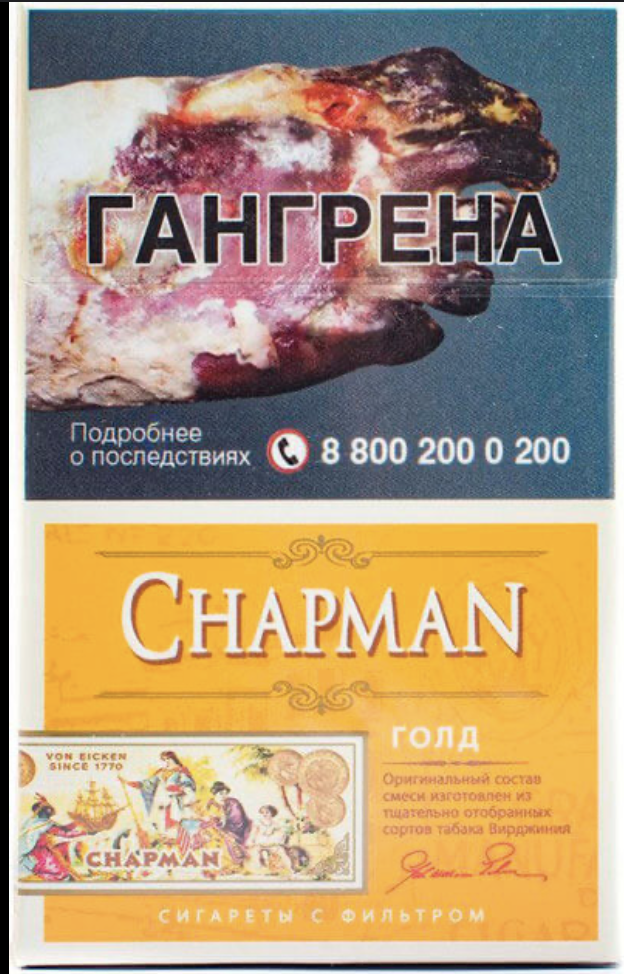 ГАНГРЕНА
Подробнее
о последствиях
8 800 200 0 200
CHAPMAN
ГОЛД
VON EICKEN
SINCE 1770
CHAPMAN
Оригинальный состав
смеси изготовлен из
тщательно отобранных
сортов табака Вирджиния
СИГАРЕТЫ С ФИЛЬТРОМ